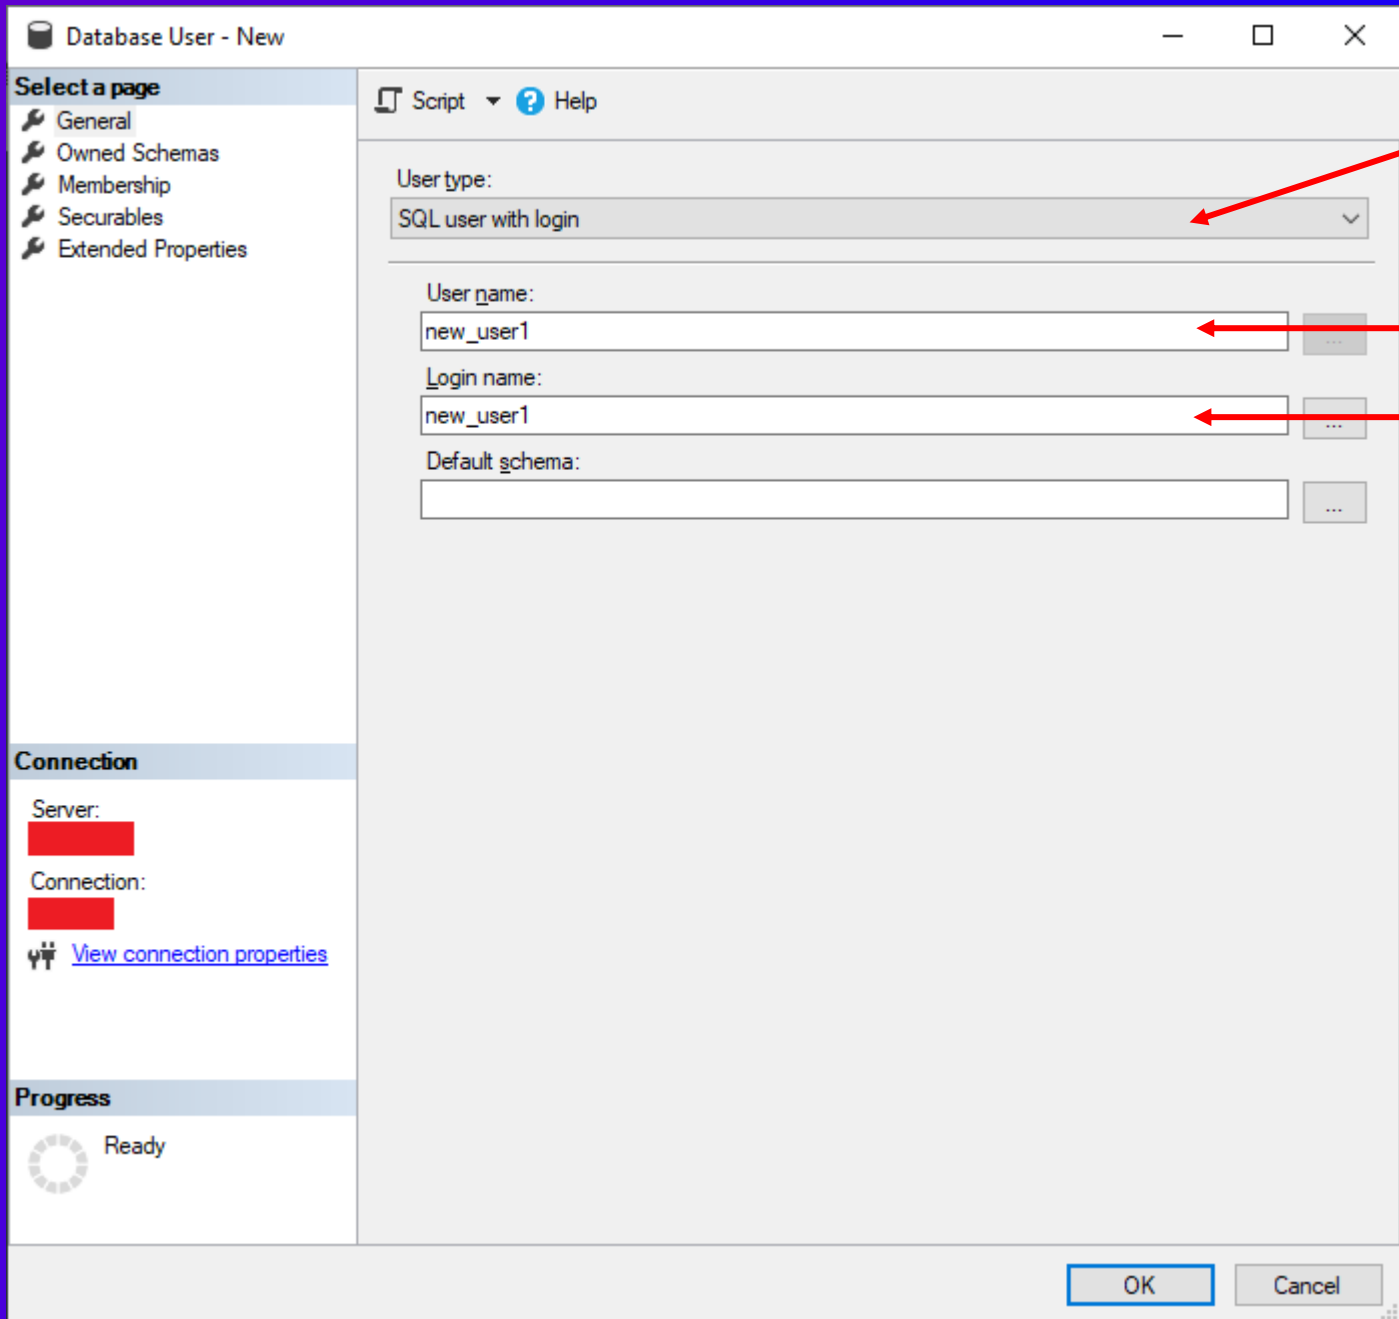 Database User - New
Select a page
General
Owned Schemas
Membership
Securables
Extended Properties
Script
Help
User type:
SQL user with login
User name:
new_user1
...
Login name:
new_user1
...
Default schema:
...
Connection
Server:
Connection:
View connection properties
Progress
Ready
OK
Cancel